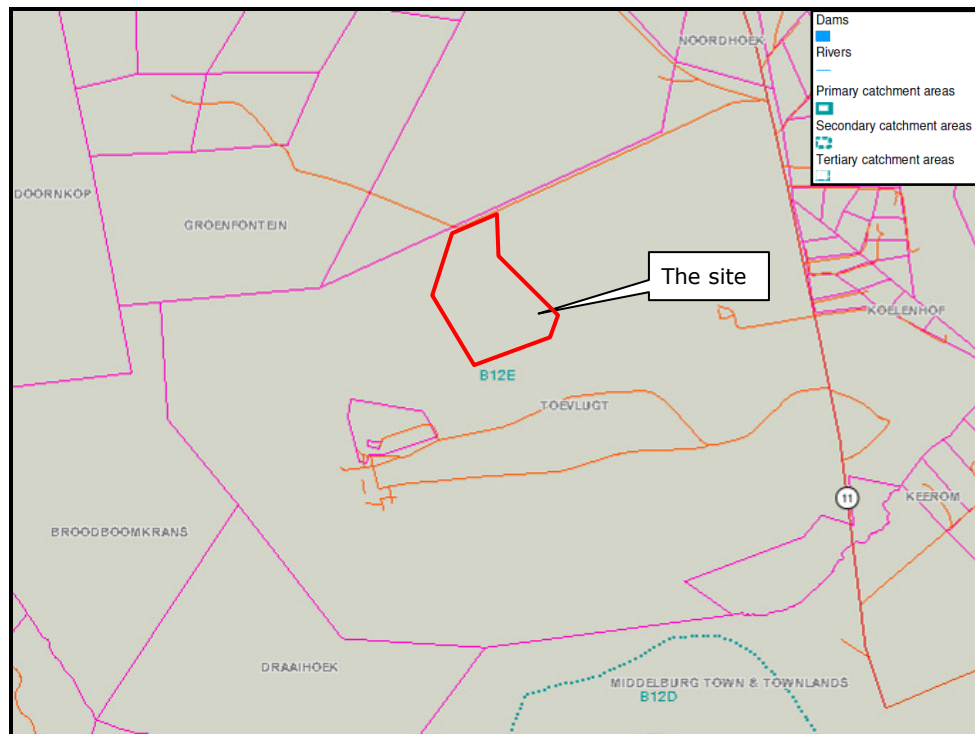 NOORDHOEK
Dams
Rivers
Primary catchment areas
Secondary catchment areas
Tertiary catchment areas
DOORNKOP
GROENFONTEIN
The site
KOELENHOF
B12E
TOEVLUGT
11
KEEROM
BROODBOOMKRANS
DRAAIHOEK
MIDDELBURG TOWN & TOWNLANDS
B12D